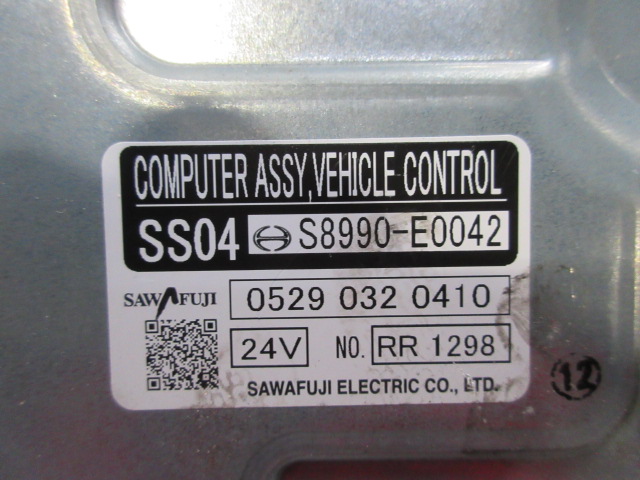 COMPUTER ASSY,VEHICLE CONTROL
SS04 S8990-E0042
SAWAFUJI 0529 032 0410
24V NO. RR 1298
SAWAFUJI ELECTRIC CO., LTD.
12